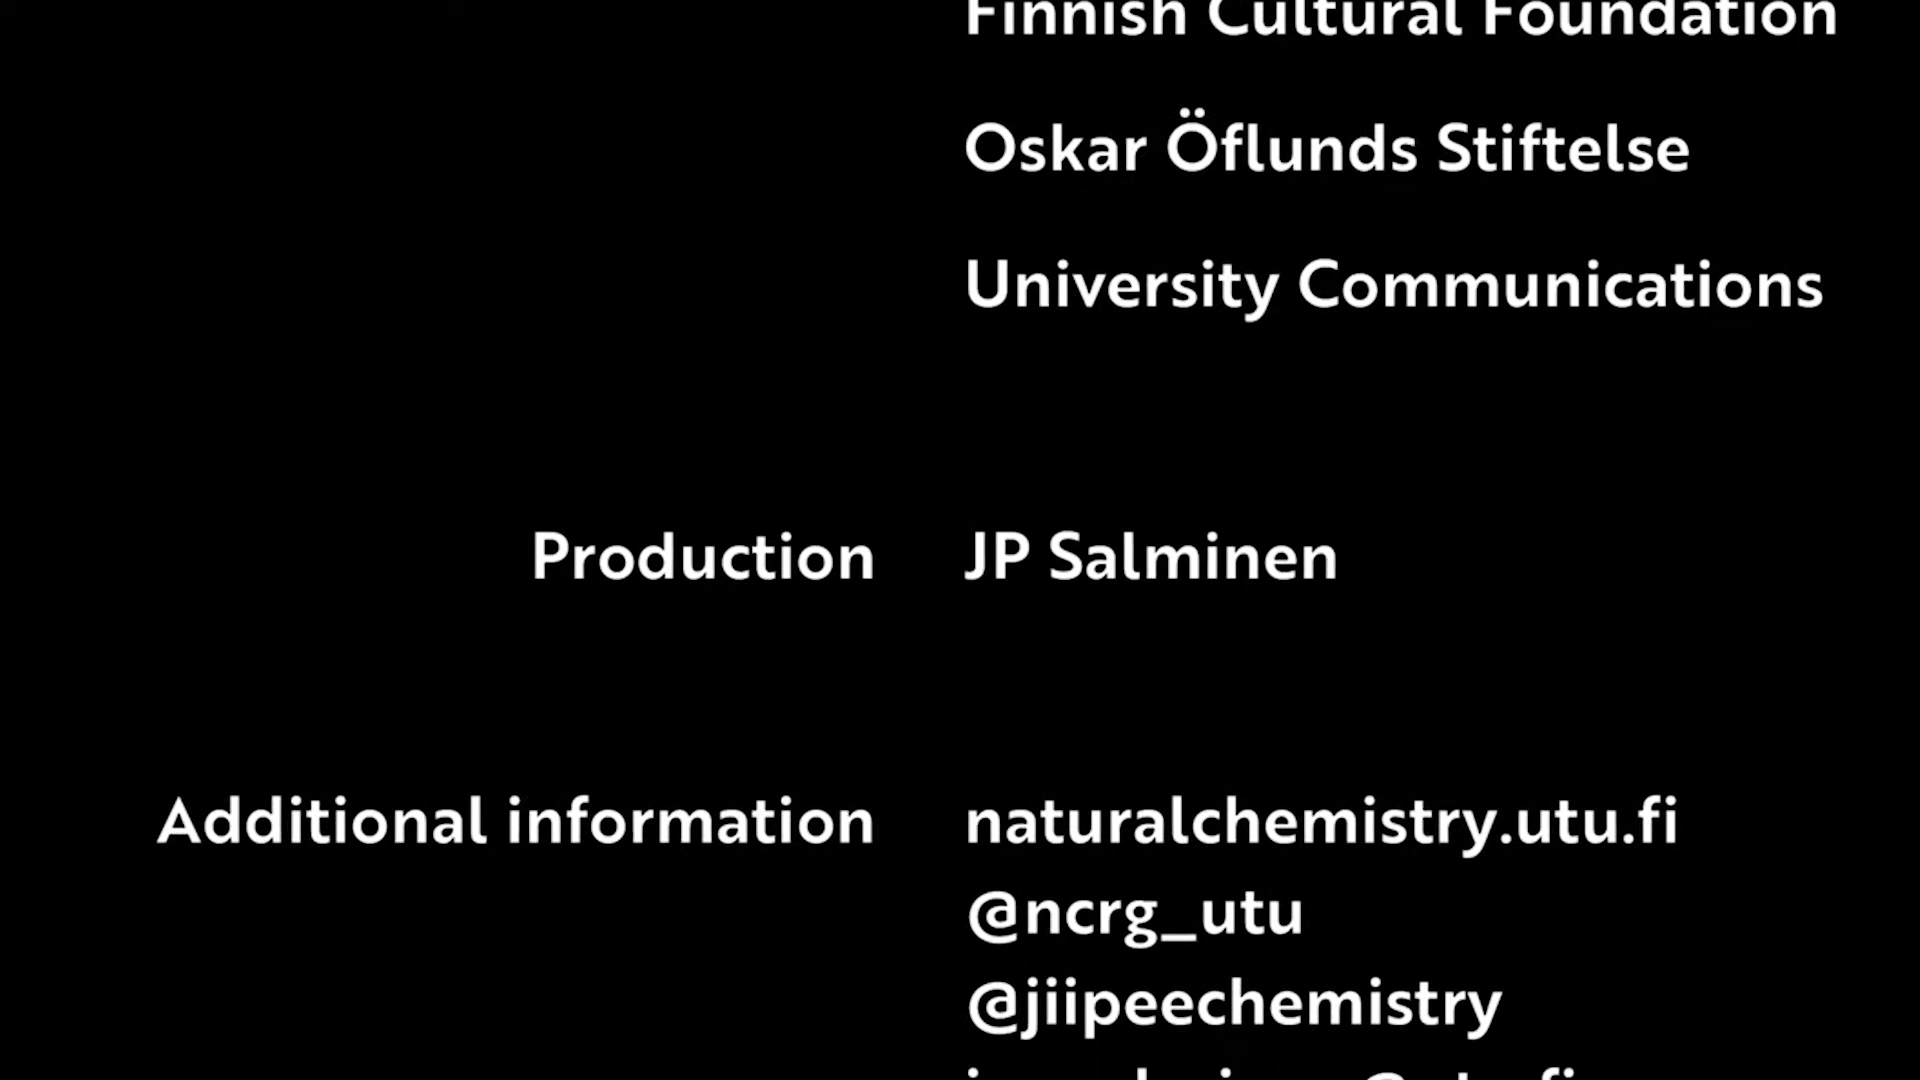 Finnish Cultural Foundation
Oskar Öflunds Stiftelse
University Communications
Production JP Salminen
Additional information naturalchemistry.utu.fi
@ncrg_utu
@jiipeechemistry